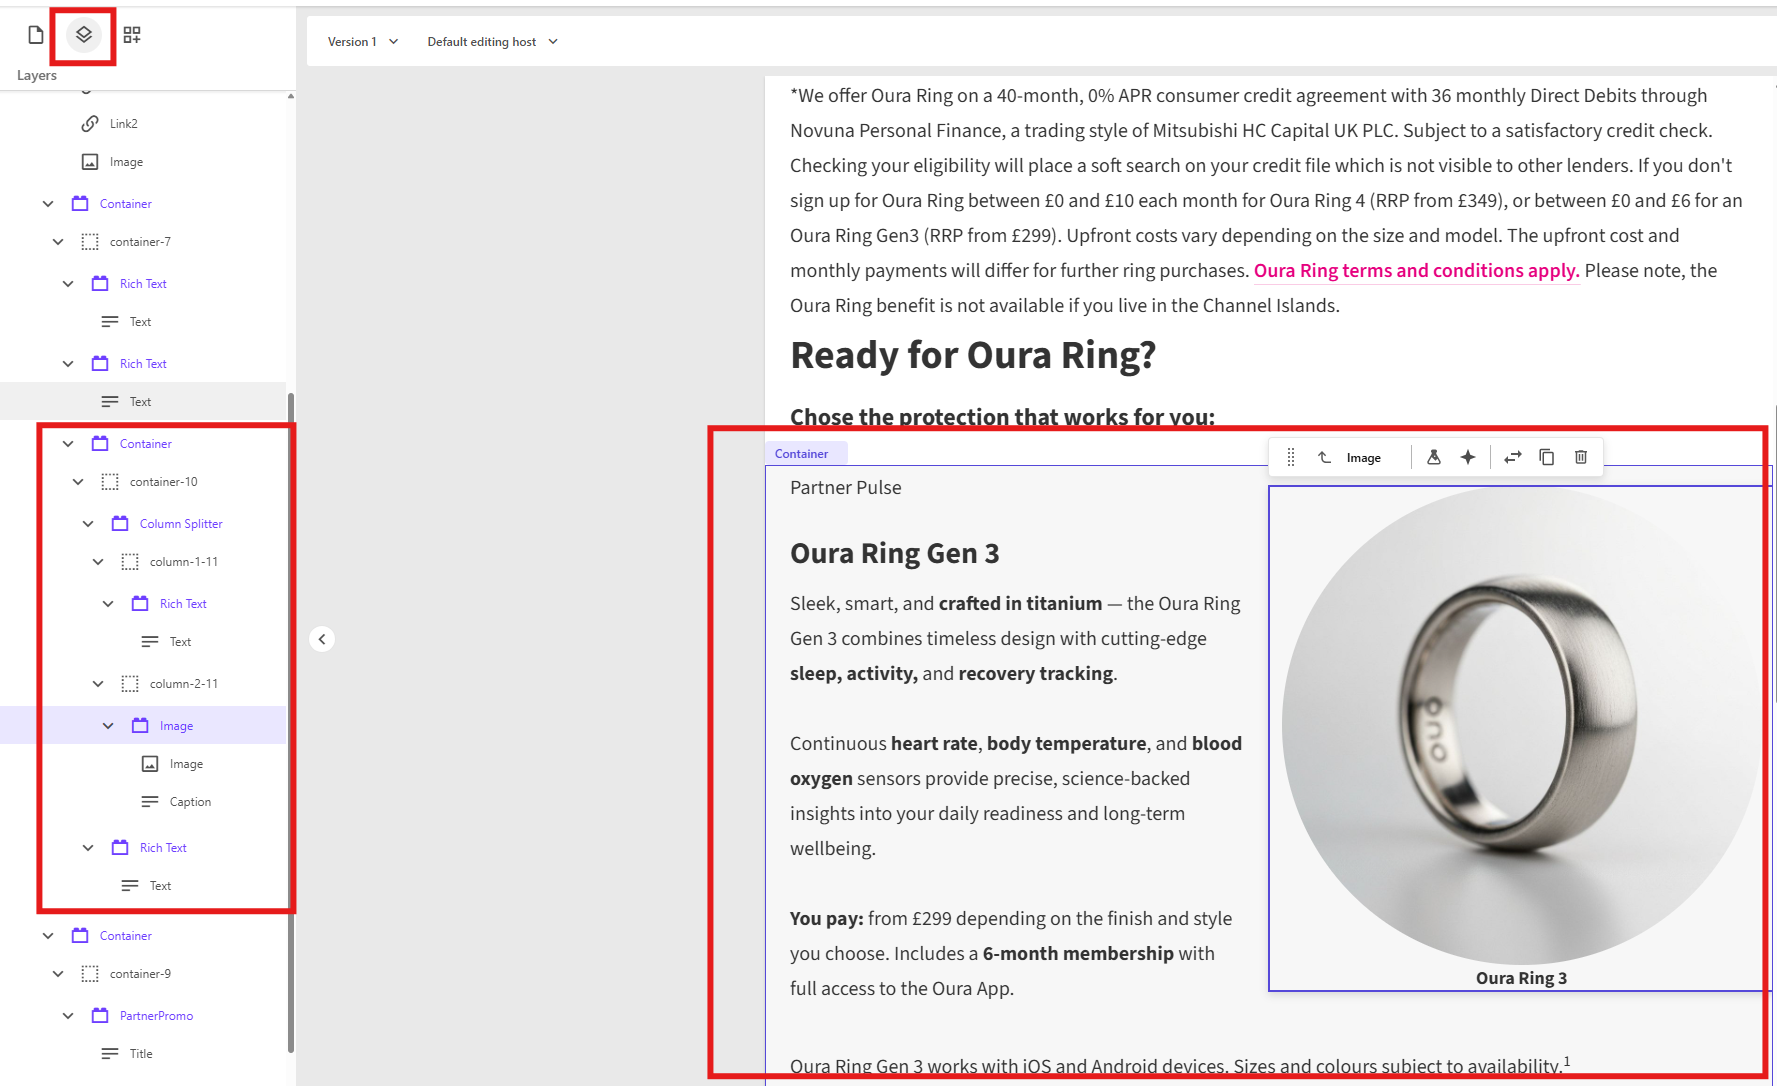 Layers
Link2
Image
Container
container-7
Rich Text
Text
Rich Text
Text
Container
container-10
Column Splitter
column-1-11
Rich Text
Text
column-2-11
Image
Image
Caption
Rich Text
Text
Container
container-9
PartnerPromo
Title
Version 1
Default editing host
*We offer Oura Ring on a 40-month, 0% APR consumer credit agreement with 36 monthly Direct Debits through
Novuna Personal Finance, a trading style of Mitsubishi HC Capital UK PLC. Subject to a satisfactory credit check.
Checking your eligibility will place a soft search on your credit file which is not visible to other lenders. If you don't
sign up for Oura Ring between £0 and £10 each month for Oura Ring 4 (RRP from £349), or between £0 and £6 for an
Oura Ring Gen3 (RRP from £299). Upfront costs vary depending on the size and model. The upfront cost and
monthly payments will differ for further ring purchases. Oura Ring terms and conditions apply. Please note, the
Oura Ring benefit is not available if you live in the Channel Islands.
Ready for Oura Ring?
Chose the protection that works for you:
Container
Image
Partner Pulse
Oura Ring Gen 3
Sleek, smart, and crafted in titanium — the Oura Ring
Gen 3 combines timeless design with cutting-edge
sleep, activity, and recovery tracking.
Continuous heart rate, body temperature, and blood
oxygen sensors provide precise, science-backed
insights into your daily readiness and long-term
wellbeing.
You pay: from £299 depending on the finish and style
you choose. Includes a 6-month membership with
full access to the Oura App.
Oura Ring 3
Oura Ring Gen 3 works with iOS and Android devices. Sizes and colours subject to availability.1